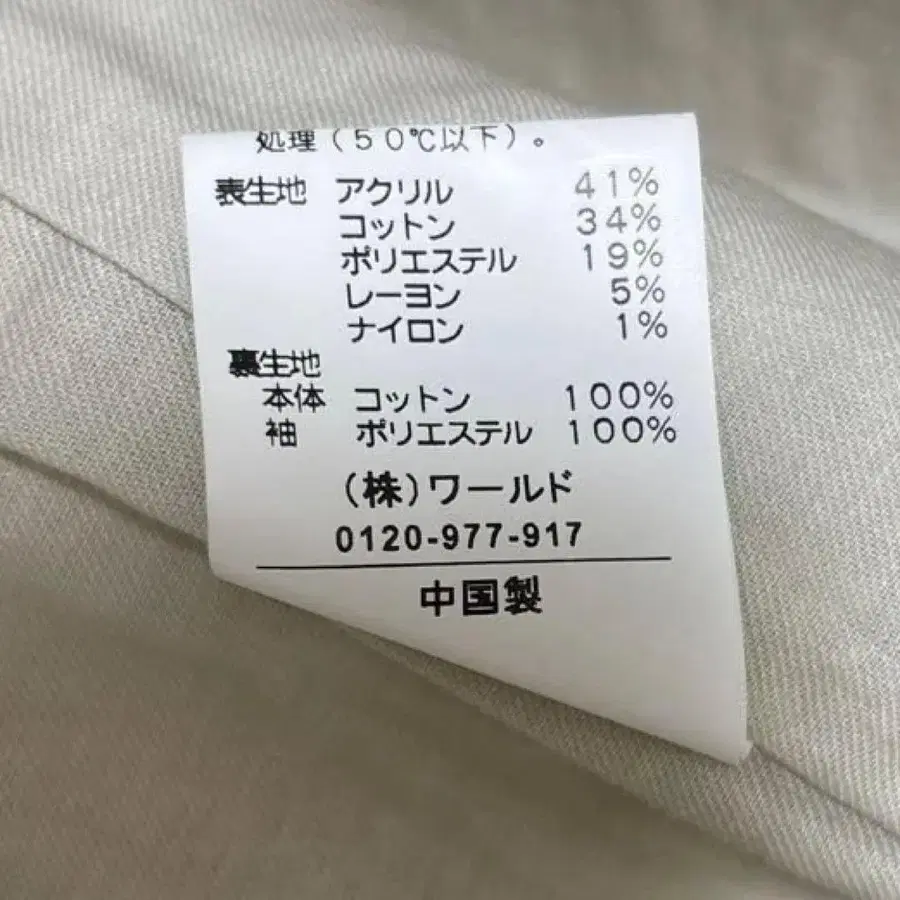 処理（５０℃以下）。
表生地 アクリル 41%
コットン 34%
ポリエステル 19%
レーヨン 5%
ナイロン 1%
裏生地
本体 コットン 100%
袖 ポリエステル 100%
（株）ワールド
0120-977-917
中国製